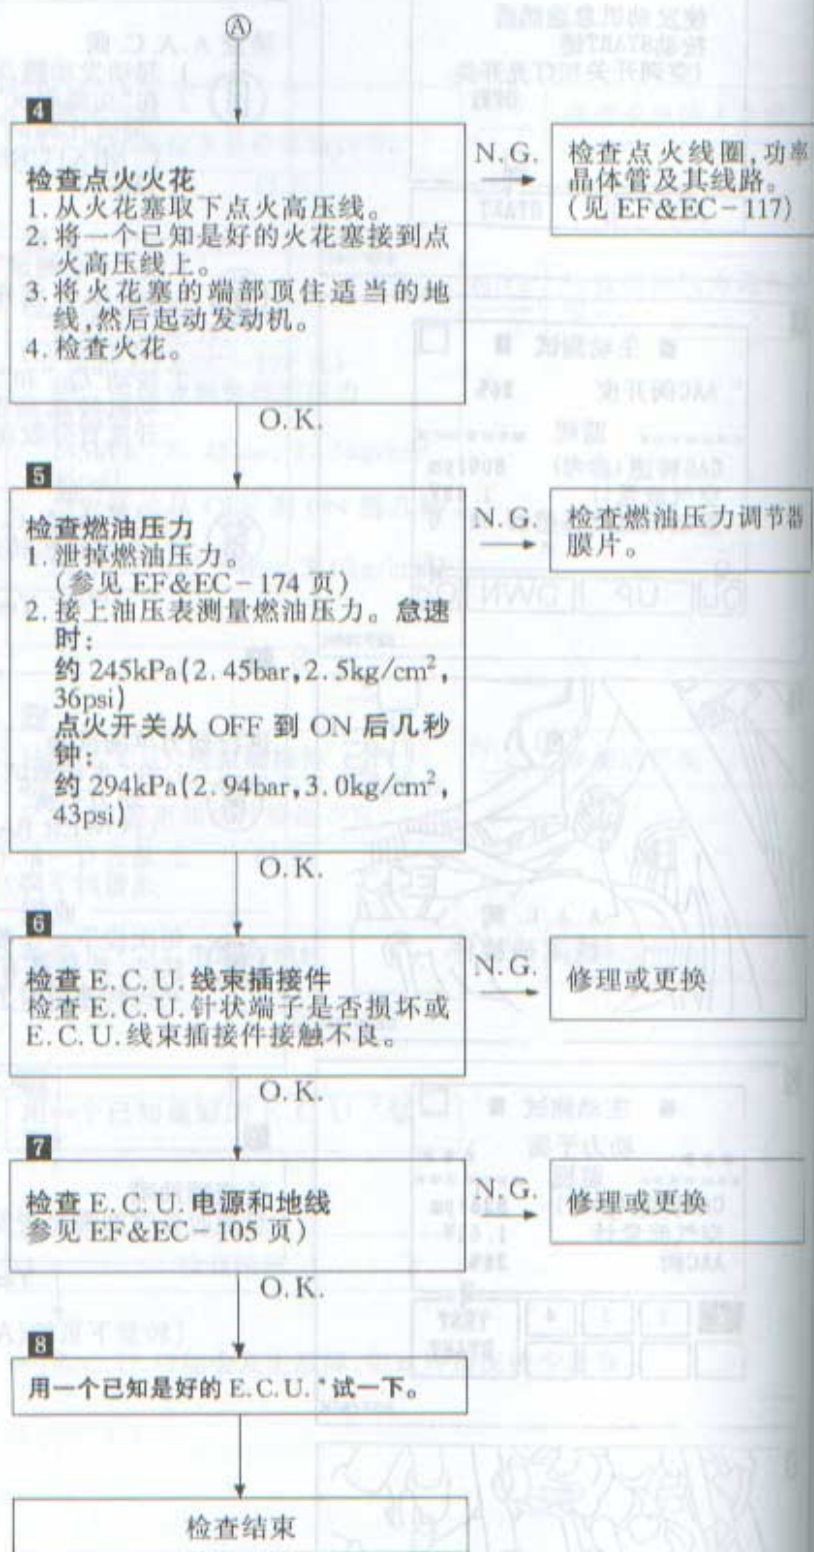 Ⓐ
4
检查点火火花
1.从火花塞取下点火高压线。
2.将一个已知是好的火花塞接到点
火高压线上。
3.将火花塞的端部顶住适当的地
线,然后起动发动机。
4.检查火花。
N.G.
检查点火线圈,功率
晶体管及其线路。
(见 EF&EC-117)
O.K.
5
检查燃油压力
1.泄掉燃油压力。
(参见 EF&EC-174 页)
2.接上油压表测量燃油压力。怠速
时:
约 245kPa(2.45bar,2.5kg/cm²,
36psi)
点火开关从 OFF 到 ON 后几秒
钟:
约 294kPa(2.94bar,3.0kg/cm²,
43psi)
N.G.
检查燃油压力调节器
膜片。
O.K.
6
检查 E.C.U.线束插接件
检查 E.C.U.针状端子是否损坏或
E.C.U.线束插接件接触不良。
N.G.
修理或更换
O.K.
7
检查 E.C.U.电源和地线
参见 EF&EC-105 页)
N.G.
修理或更换
O.K.
8
用一个已知是好的 E.C.U.*试一下。
检查结束